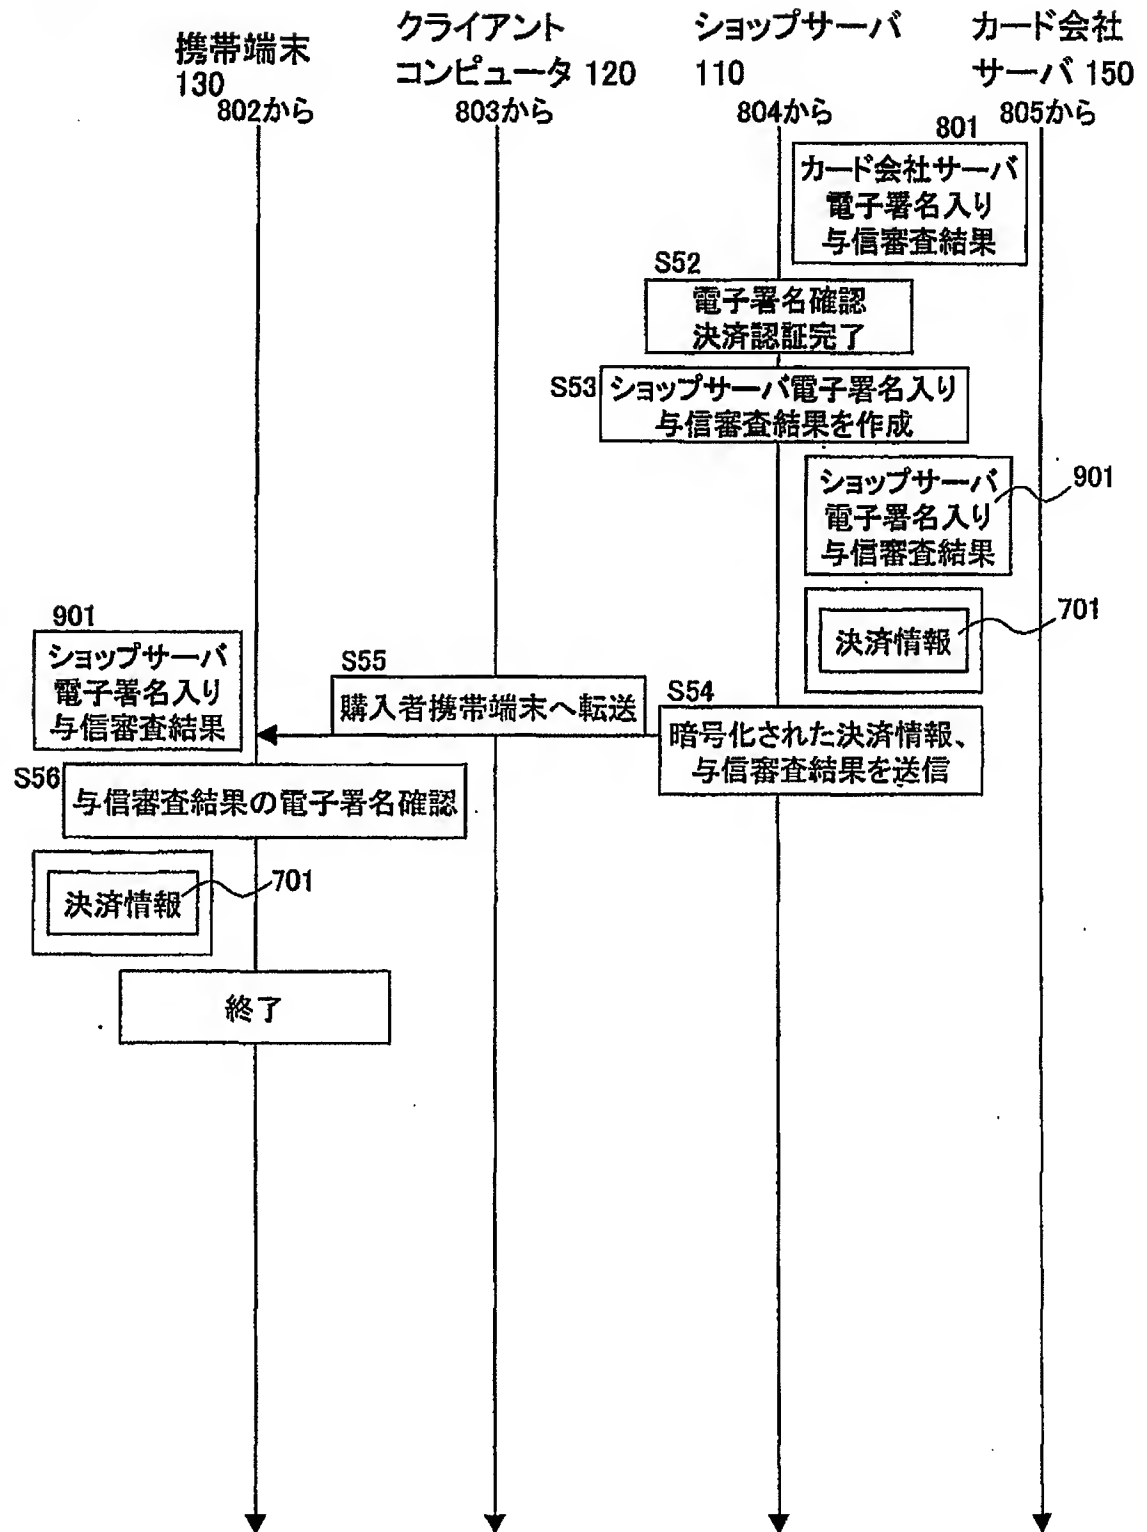 携帯端末
130
802から
クライアント
コンピュータ 120
803から
ショップサーバ
110
804から
カード会社
サーバ 150
805から
801
カード会社サーバ
電子署名入り
与信審査結果
S52
電子署名確認
決済認証完了
S53
ショップサーバ電子署名入り
与信審査結果を作成
ショップサーバ
電子署名入り
与信審査結果
901
決済情報
701
901
ショップサーバ
電子署名入り
与信審査結果
S55
購入者携帯端末へ転送
S54
暗号化された決済情報、
与信審査結果を送信
S56
与信審査結果の電子署名確認
決済情報
701
終了